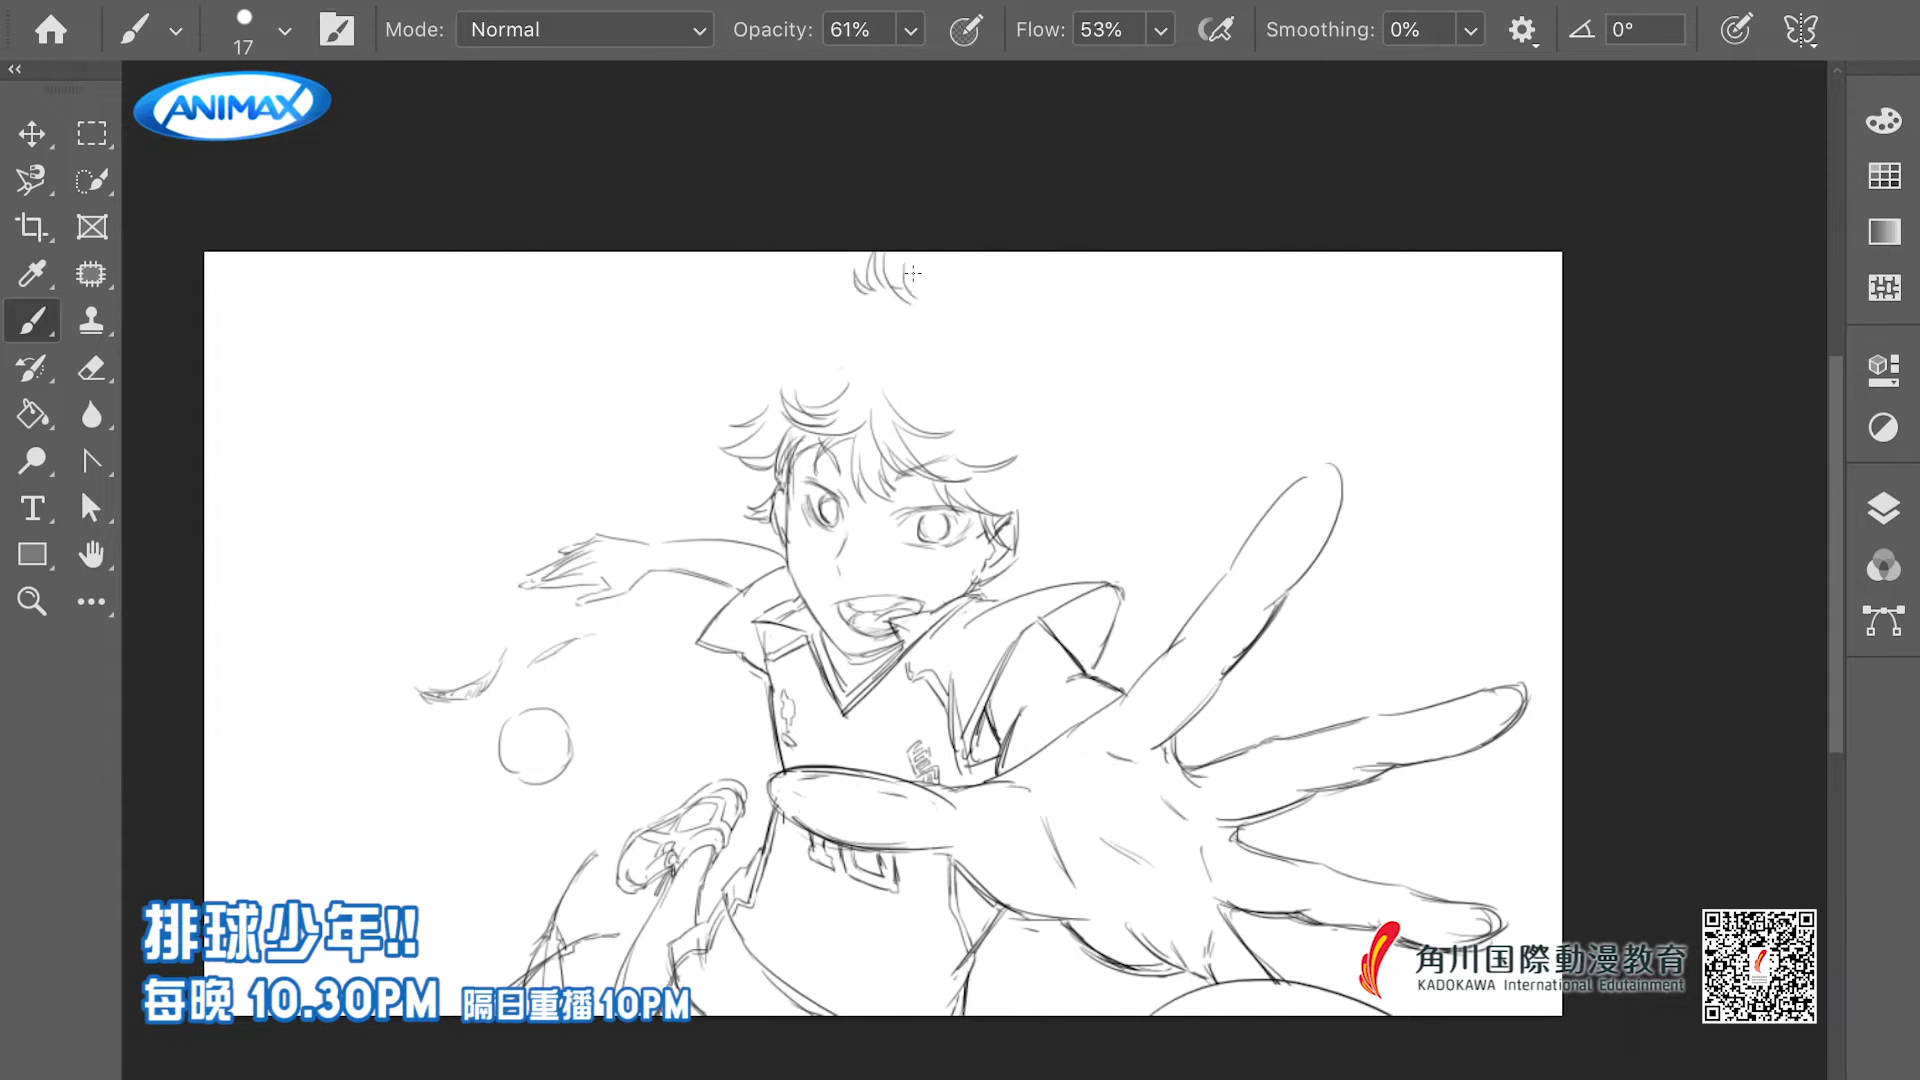 Mode: Normal Opacity: 61% Flow: 53% Smoothing: 0% 0°
17
ANIMAX
排球少年!!
每晚 10.30PM 隔日重播10PM
角川国際動漫教育
KADOKAWA International Edutainment